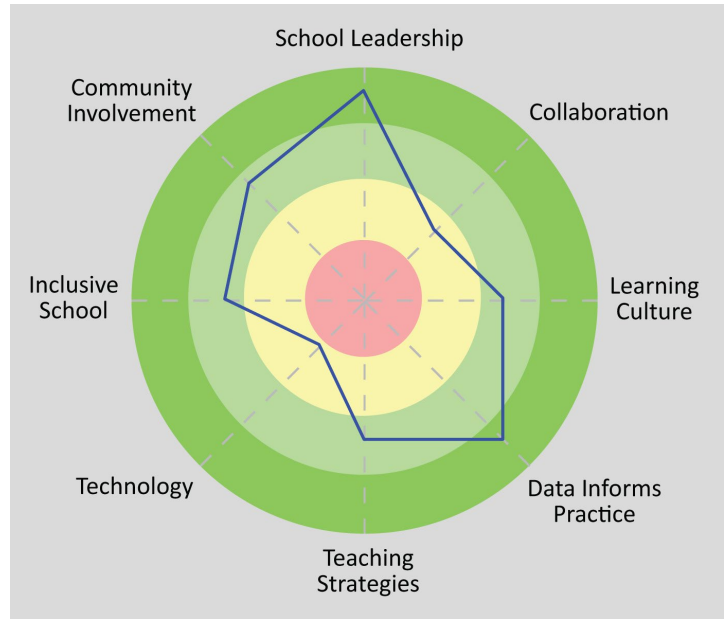 School Leadership
Community
Involvement
Collaboration
Inclusive
School
Learning
Culture
Technology
Data Informs
Practice
Teaching
Strategies